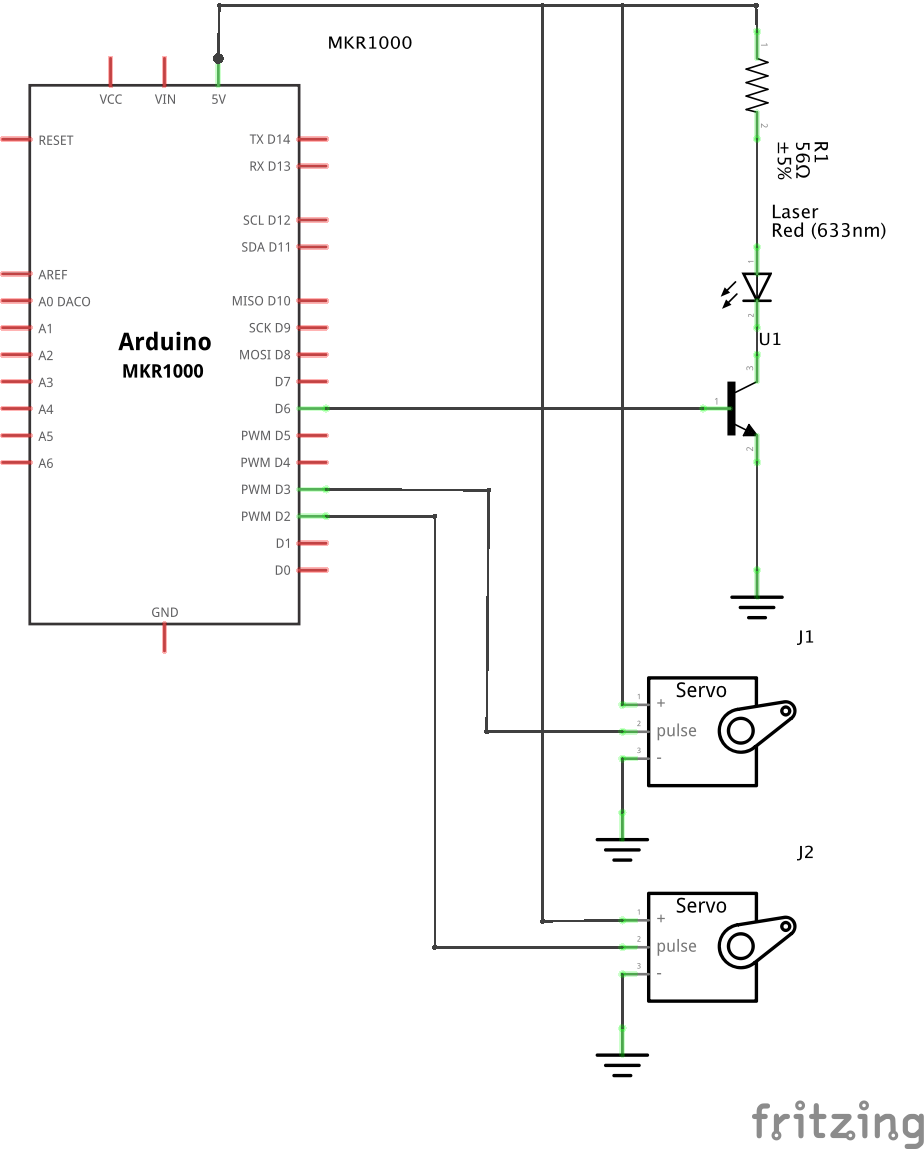 MKR1000
VCC
VIN
5V
RESET
AREF
A0 DAC0
A1
A2
A3
A4
A5
A6
Arduino
MKR1000
TX D14
RX D13
SCL D12
SDA D11
MISO D10
SCK D9
MOSI D8
D7
D6
PWM D5
PWM D4
PWM D3
PWM D2
D1
D0
GND
1
2
R1
56Ω
±5%
Laser
Red (633nm)
1
2
U1
3
1
2
J1
Servo
1
+
2
pulse
3
-
J2
Servo
1
+
2
pulse
3
-
fritzing